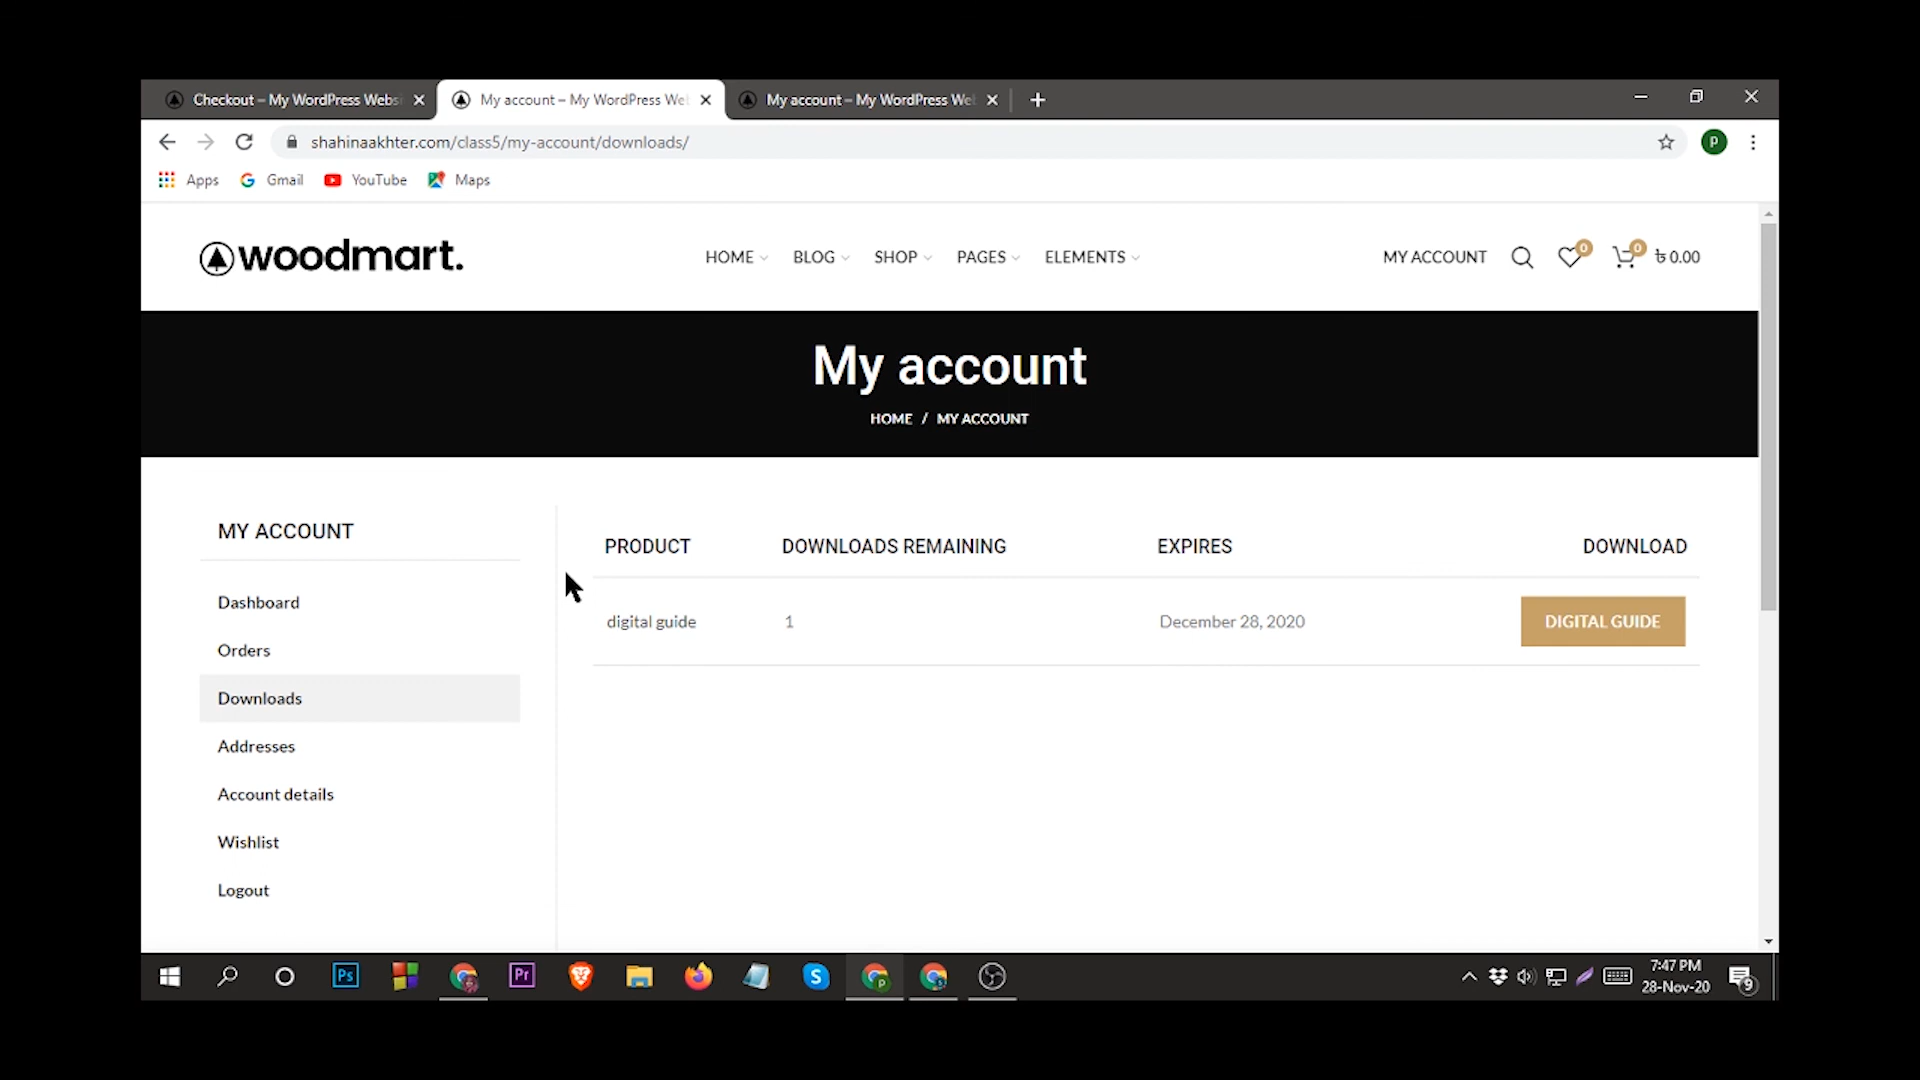 Checkout – My WordPress Webs
My account – My WordPress We
My account – My WordPress We
shahinaakhter.com/class5/my-account/downloads/
P
Apps
Gmail
YouTube
Maps
woodmart.
HOME
BLOG
SHOP
PAGES
ELEMENTS
MY ACCOUNT
0
0
৳ 0.00
My account
HOME / MY ACCOUNT
MY ACCOUNT
Dashboard
Orders
Downloads
Addresses
Account details
Wishlist
Logout
PRODUCT DOWNLOADS REMAINING EXPIRES DOWNLOAD
digital guide 1 December 28, 2020 DIGITAL GUIDE
Ps
Pr
S
P
7:47 PM
28-Nov-20
9